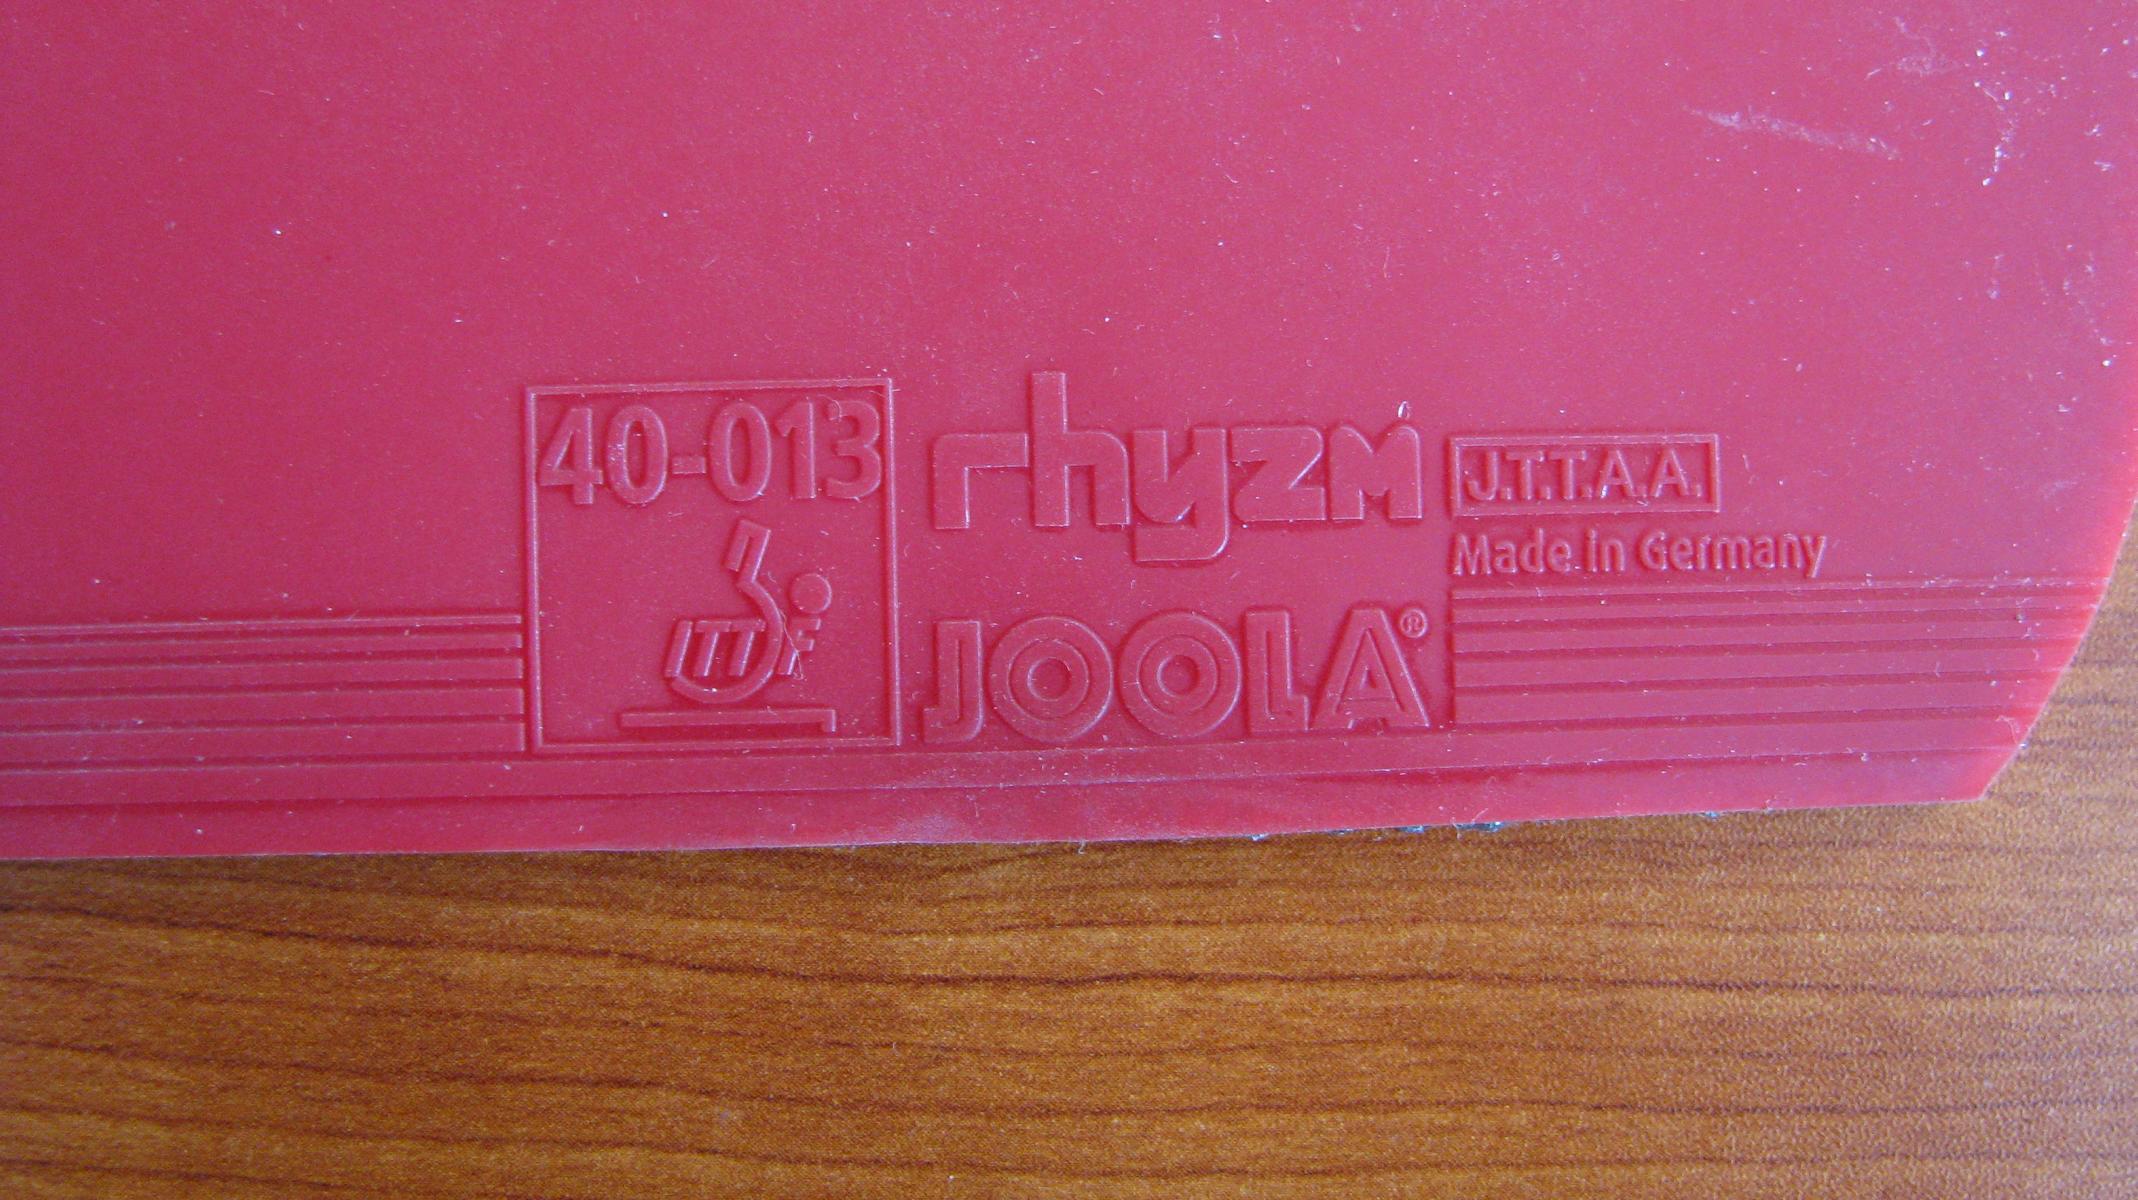 40-013
ITTF
rhyzm
JOOLA®
J.T.T.A.A.
Made in Germany